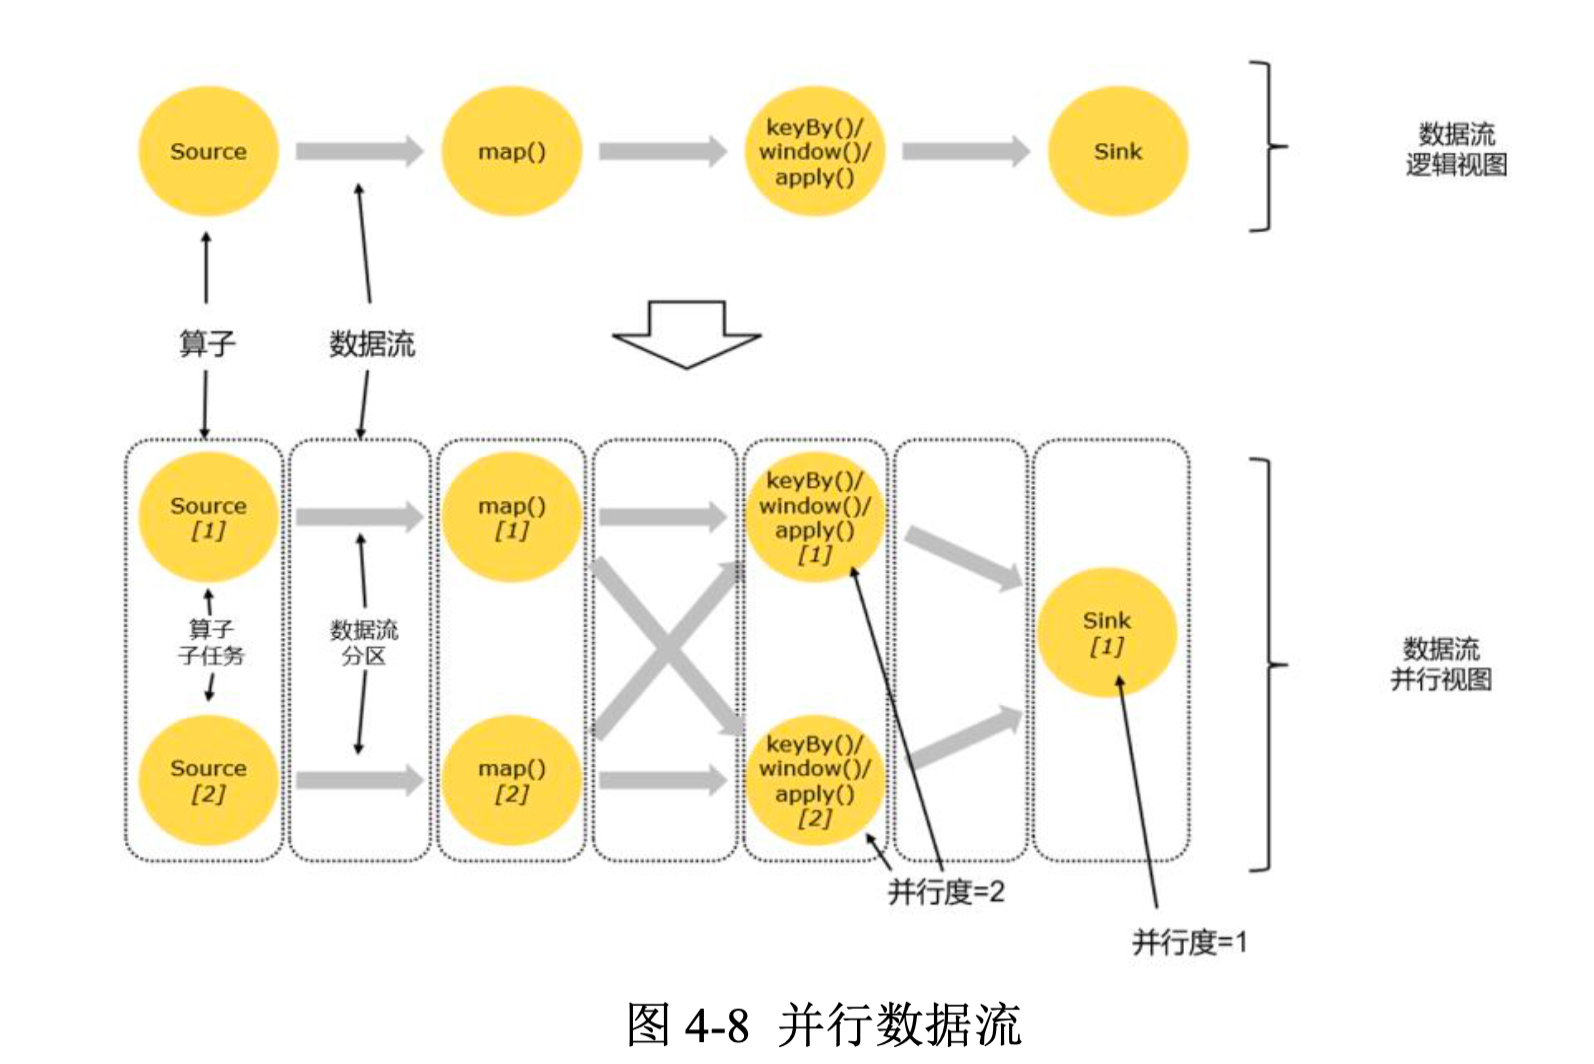 Source
map()
keyBy()/
window()/
apply()
Sink
数据流
逻辑视图
算子
数据流
Source
[1]
map()
[1]
keyBy()/
window()/
apply()
[1]
算子
子任务
数据流
分区
Sink
[1]
数据流
并行视图
Source
[2]
map()
[2]
keyBy()/
window()/
apply()
[2]
并行度=2
并行度=1
图 4-8 并行数据流